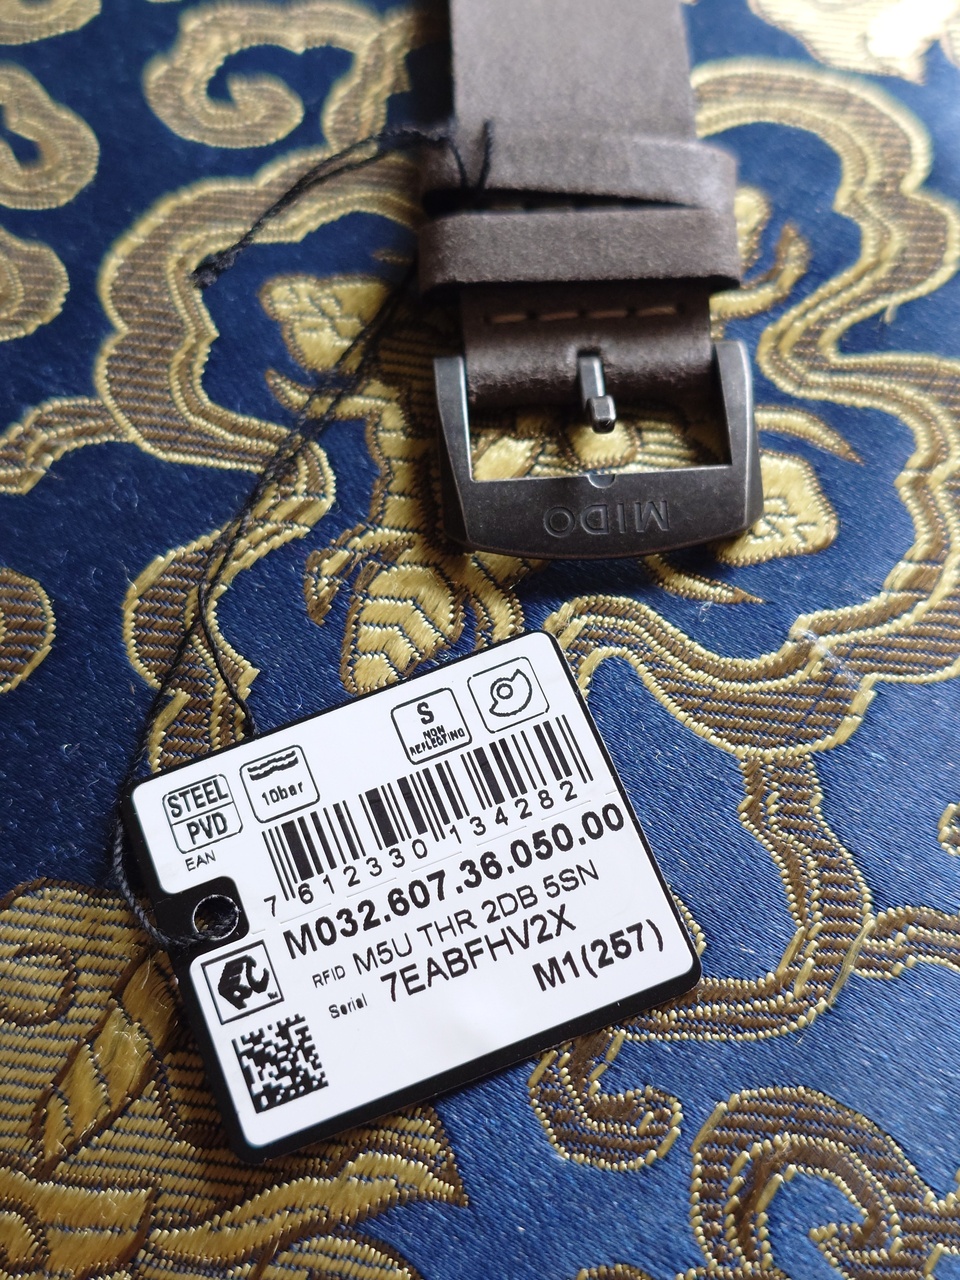 MIDO
S
NON
REFLECTING
STEEL
PVD
10bar
EAN
7 612330 134282
M032.607.36.050.00
RFID M5U THR 2DB 5SN
Serial 7EABFHV2X
M1(257)